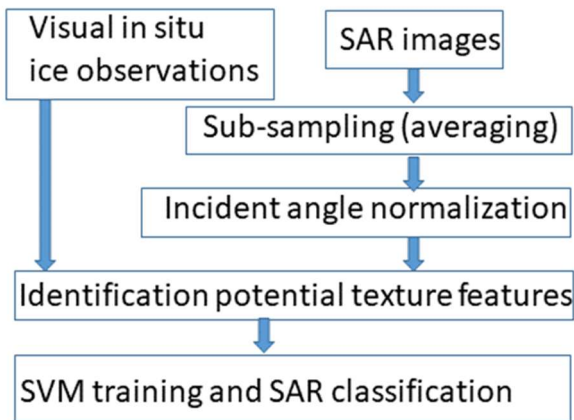 Visual in situ
ice observations
SAR images
Sub-sampling (averaging)
Incident angle normalization
Identification potential texture features
SVM training and SAR classification